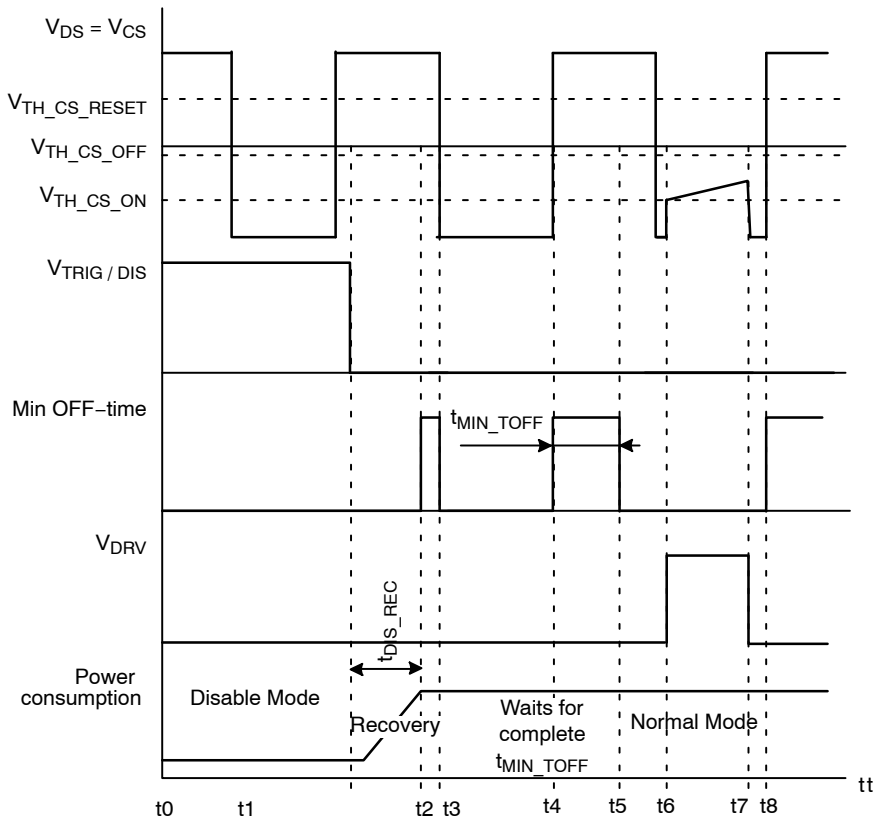 VDS = VCS
VTH_CS_RESET
VTH_CS_OFF
VTH_CS_ON
VTRIG / DIS
Min OFF−time
tMIN_TOFF
VDRV
tDIS_REC
Power
consumption
Disable Mode
Recovery
Waits for
complete
tMIN_TOFF
Normal Mode
t0 t1 t2 t3 t4 t5 t6 t7 t8
tt